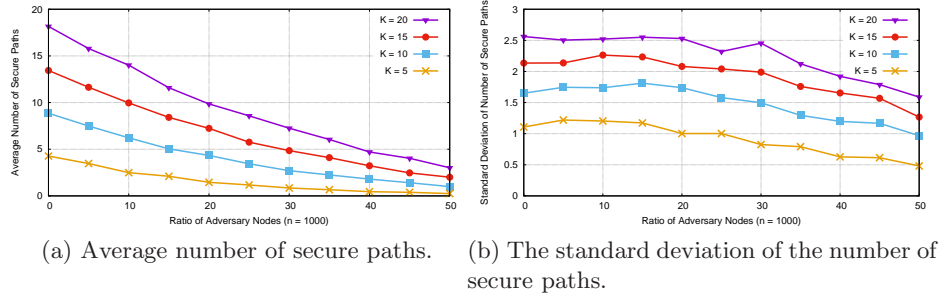 Average Number of Secure Paths
20
15
10
5
0
K = 20
K = 15
K = 10
K = 5
0 10 20 30 40 50
Ratio of Adversary Nodes (n = 1000)
(a) Average number of secure paths.
Standard Deviation of Number of Secure Paths
3
2.5
2
1.5
1
0.5
0
K = 20
K = 15
K = 10
K = 5
0 10 20 30 40 50
Ratio of Adversary Nodes (n = 1000)
(b) The standard deviation of the number of
secure paths.